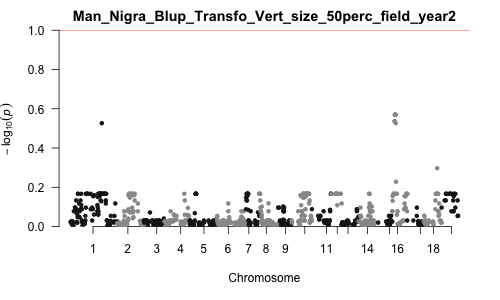 Man_Nigra_Blup_Transfo_Vert_size_50perc_field_year2
1.0
0.8
0.6
0.4
0.2
0.0
− log10(p)
1 2 3 4 5 6 7 8 9 11 14 16 18
Chromosome